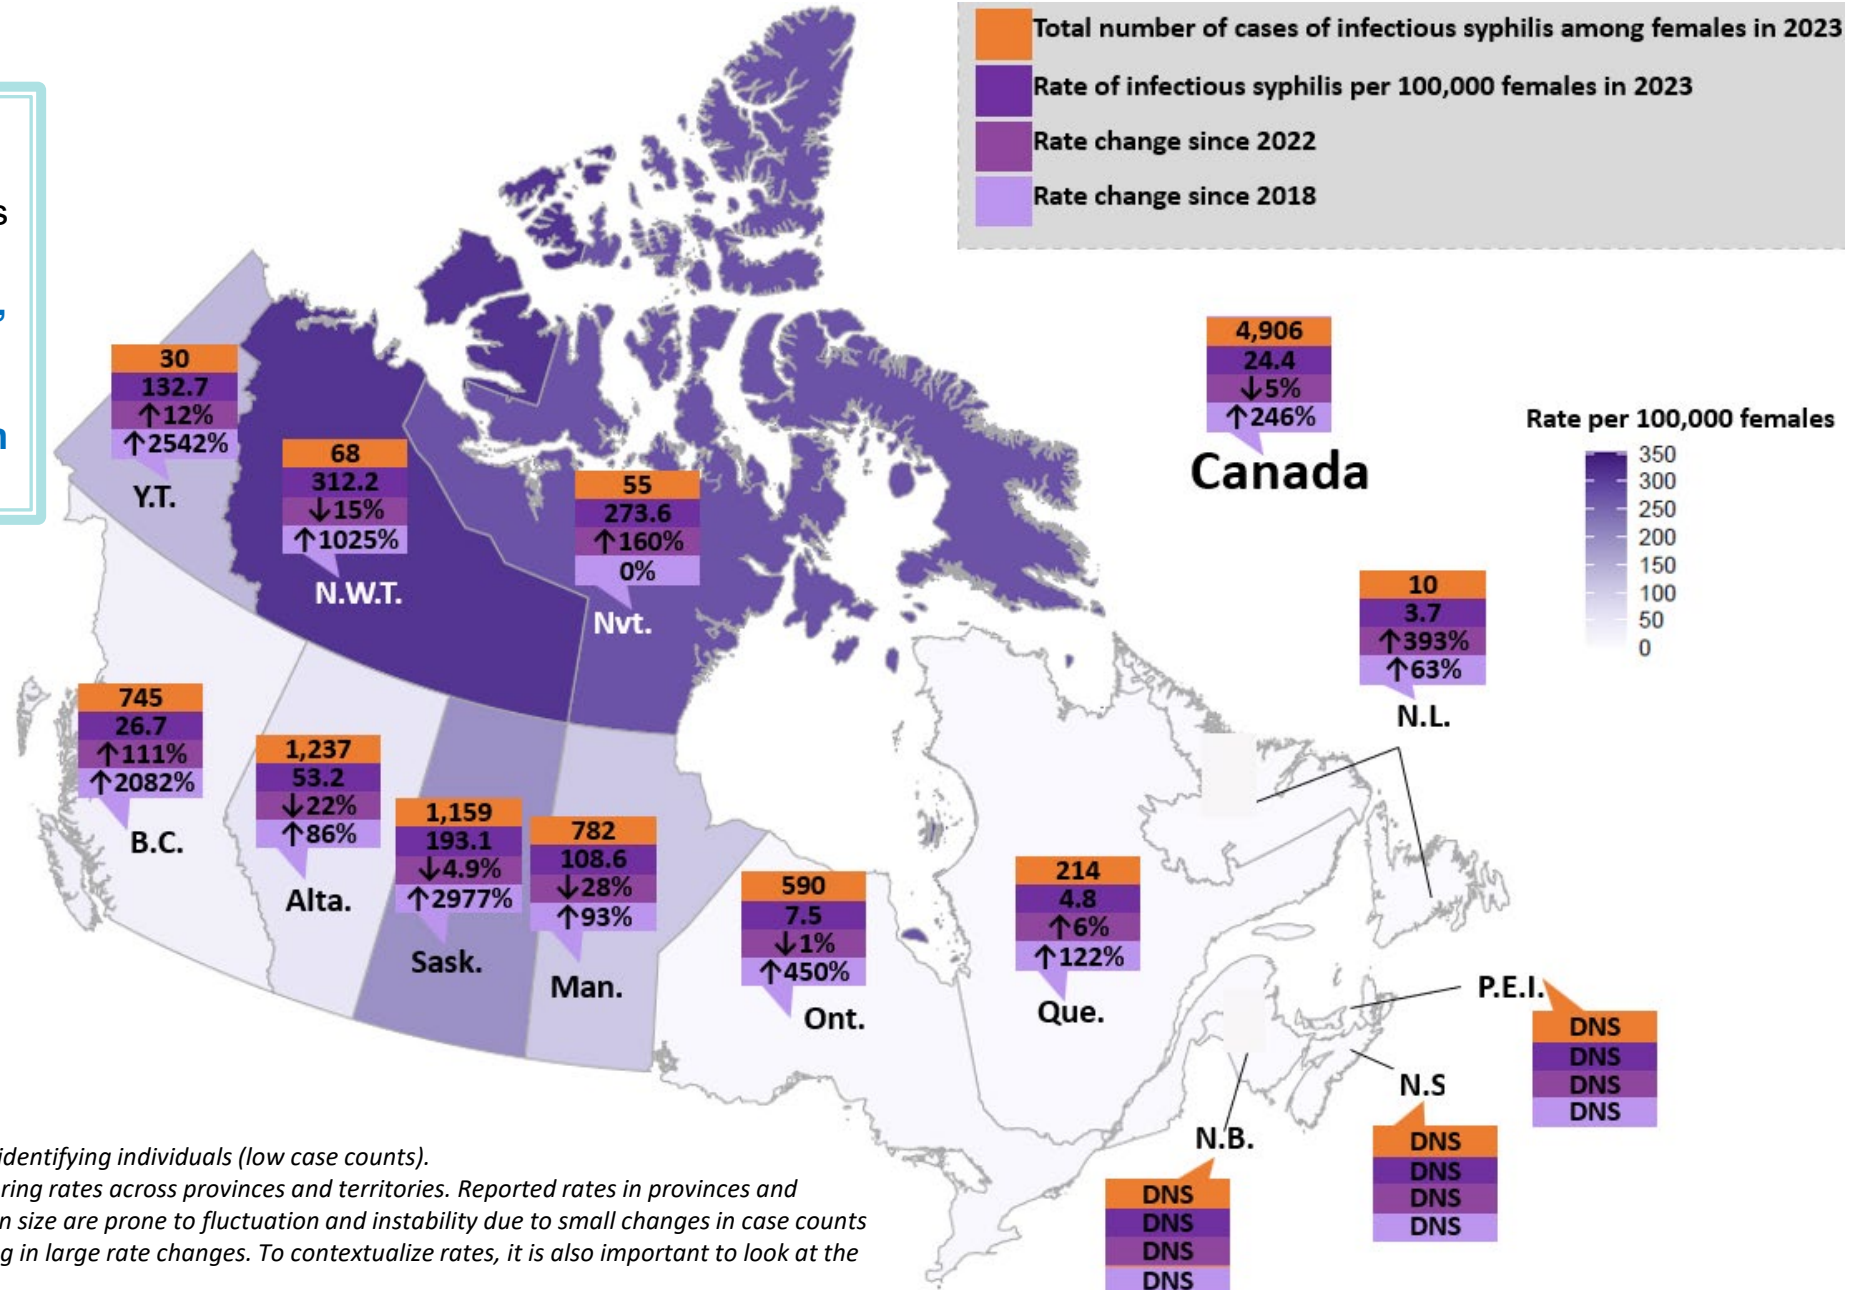 Total number of cases of infectious syphilis among females in 2023
Rate of infectious syphilis per 100,000 females in 2023
Rate change since 2022
Rate change since 2018
s
,
n
30
132.7
↑12%
↑2542%
Y.T.
68
312.2
↓15%
↑1025%
N.W.T.
55
273.6
↑160%
0%
Nvt.
4,906
24.4
↓5%
↑246%
Canada
Rate per 100,000 females
350
300
250
200
150
100
50
0
10
3.7
↑393%
↑63%
N.L.
745
26.7
↑111%
↑2082%
B.C.
1,237
53.2
↓22%
↑86%
Alta.
1,159
193.1
↓4.9%
↑2977%
Sask.
782
108.6
↓28%
↑93%
Man.
590
7.5
↓1%
↑450%
Ont.
214
4.8
↑6%
↑122%
Que.
P.E.I.
DNS
DNS
DNS
DNS
N.S
DNS
DNS
DNS
DNS
N.B.
DNS
DNS
DNS
DNS
identifying individuals (low case counts).
ring rates across provinces and territories. Reported rates in provinces and
n size are prone to fluctuation and instability due to small changes in case counts
g in large rate changes. To contextualize rates, it is also important to look at the